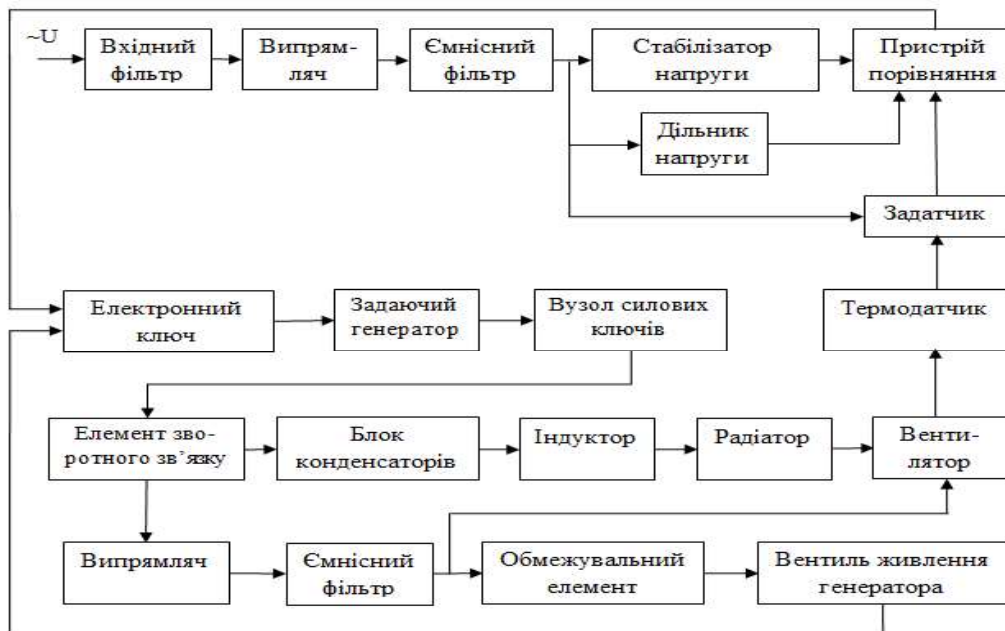 ~U
Вхідний
фільтр
Випрям-
ляч
Ємнісний
фільтр
Стабілізатор
напруги
Пристрій
порівняння
Дільник
напруги
Задатчик
Електронний
ключ
Задаючий
генератор
Вузол силових
ключів
Термодатчик
Елемент зво-
ротного зв’язку
Блок
конденсаторів
Індуктор
Радіатор
Венти-
лятор
Випрямляч
Ємнісний
фільтр
Обмежувальний
елемент
Вентиль живлення
генератора